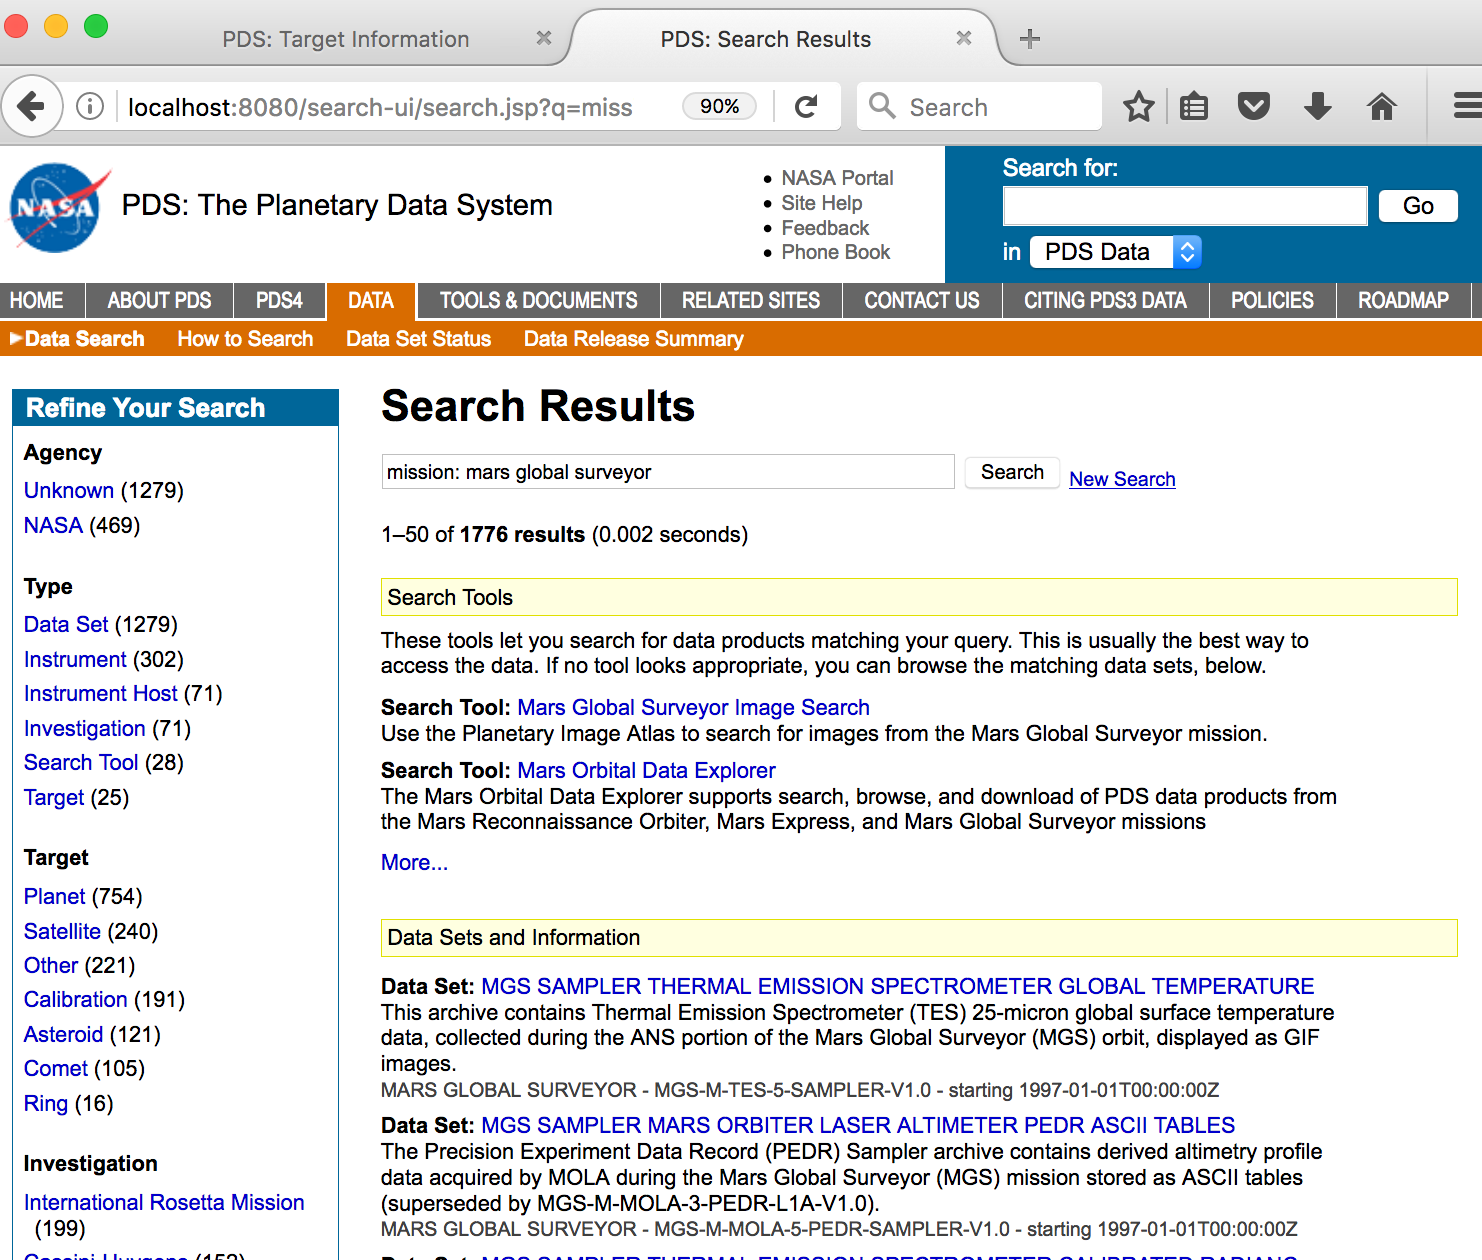 PDS: Target Information
PDS: Search Results
localhost:8080/search-ui/search.jsp?q=miss
90%
Search
NASA
PDS: The Planetary Data System
NASA Portal
Site Help
Feedback
Phone Book
Search for:
Go
in PDS Data
HOME ABOUT PDS PDS4 DATA TOOLS & DOCUMENTS RELATED SITES CONTACT US CITING PDS3 DATA POLICIES ROADMAP
Data Search How to Search Data Set Status Data Release Summary
Refine Your Search
Agency
Unknown (1279)
NASA (469)
Type
Data Set (1279)
Instrument (302)
Instrument Host (71)
Investigation (71)
Search Tool (28)
Target (25)
Target
Planet (754)
Satellite (240)
Other (221)
Calibration (191)
Asteroid (121)
Comet (105)
Ring (16)
Investigation
International Rosetta Mission
(199)
Cassini-Huygens (152)
Search Results
mission: mars global surveyor
Search New Search
1–50 of 1776 results (0.002 seconds)
Search Tools
These tools let you search for data products matching your query. This is usually the best way to
access the data. If no tool looks appropriate, you can browse the matching data sets, below.
Search Tool: Mars Global Surveyor Image Search
Use the Planetary Image Atlas to search for images from the Mars Global Surveyor mission.
Search Tool: Mars Orbital Data Explorer
The Mars Orbital Data Explorer supports search, browse, and download of PDS data products from
the Mars Reconnaissance Orbiter, Mars Express, and Mars Global Surveyor missions
More...
Data Sets and Information
Data Set: MGS SAMPLER THERMAL EMISSION SPECTROMETER GLOBAL TEMPERATURE
This archive contains Thermal Emission Spectrometer (TES) 25-micron global surface temperature
data, collected during the ANS portion of the Mars Global Surveyor (MGS) orbit, displayed as GIF
images.
MARS GLOBAL SURVEYOR - MGS-M-TES-5-SAMPLER-V1.0 - starting 1997-01-01T00:00:00Z
Data Set: MGS SAMPLER MARS ORBITER LASER ALTIMETER PEDR ASCII TABLES
The Precision Experiment Data Record (PEDR) Sampler archive contains derived altimetry profile
data acquired by MOLA during the Mars Global Surveyor (MGS) mission stored as ASCII tables
(superseded by MGS-M-MOLA-3-PEDR-L1A-V1.0).
MARS GLOBAL SURVEYOR - MGS-M-MOLA-5-PEDR-SAMPLER-V1.0 - starting 1997-01-01T00:00:00Z
Data Set: MGS SAMPLER THERMAL EMISSION SPECTROMETER CALIBRATED RADIANC